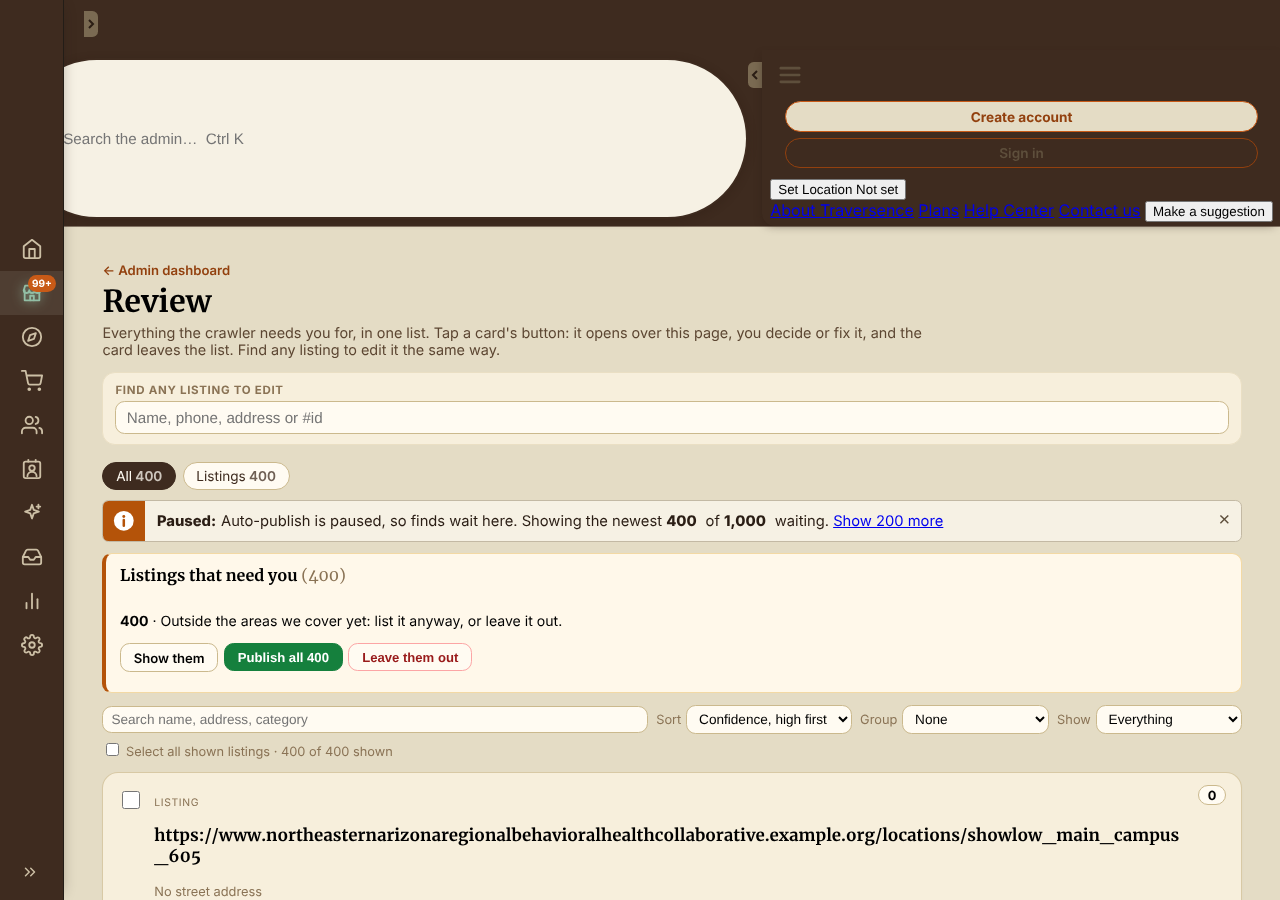 Search the admin… Ctrl K
Create account
Sign in
Set Location Not set
About Traversence Plans Help Center Contact us Make a suggestion
99+
← Admin dashboard
Review
Everything the crawler needs you for, in one list. Tap a card's button: it opens over this page, you decide or fix it, and the
card leaves the list. Find any listing to edit it the same way.
FIND ANY LISTING TO EDIT
Name, phone, address or #id
All 400 Listings 400
Paused: Auto-publish is paused, so finds wait here. Showing the newest 400 of 1,000 waiting. Show 200 more
Listings that need you (400)
400 · Outside the areas we cover yet: list it anyway, or leave it out.
Show them Publish all 400 Leave them out
Search name, address, category Sort Confidence, high first Group None Show Everything
Select all shown listings · 400 of 400 shown
LISTING 0
https://www.northeasternarizonaregionalbehavioralhealthcollaborative.example.org/locations/showlow_main_campus
_605
No street address